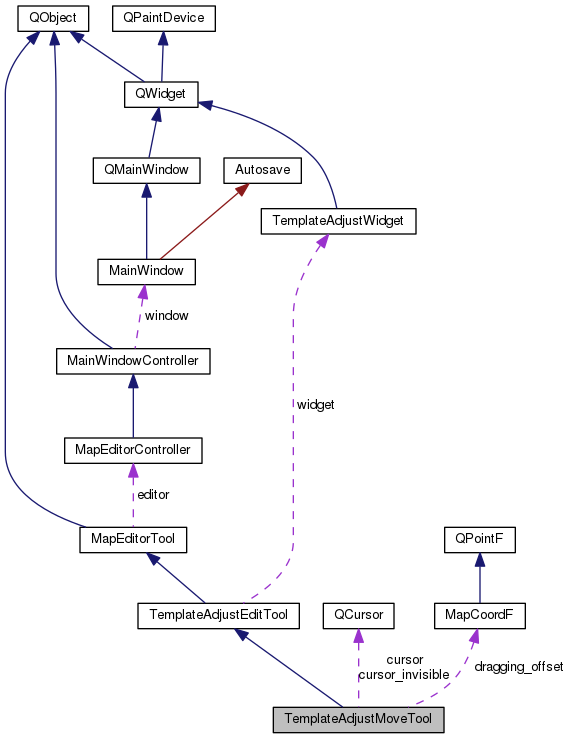 QObject
QPaintDevice
QWidget
QMainWindow
Autosave
TemplateAdjustWidget
MainWindow
window
MainWindowController
widget
MapEditorController
editor
MapEditorTool
QPointF
TemplateAdjustEditTool
QCursor
MapCoordF
cursor
cursor_invisible
dragging_offset
TemplateAdjustMoveTool